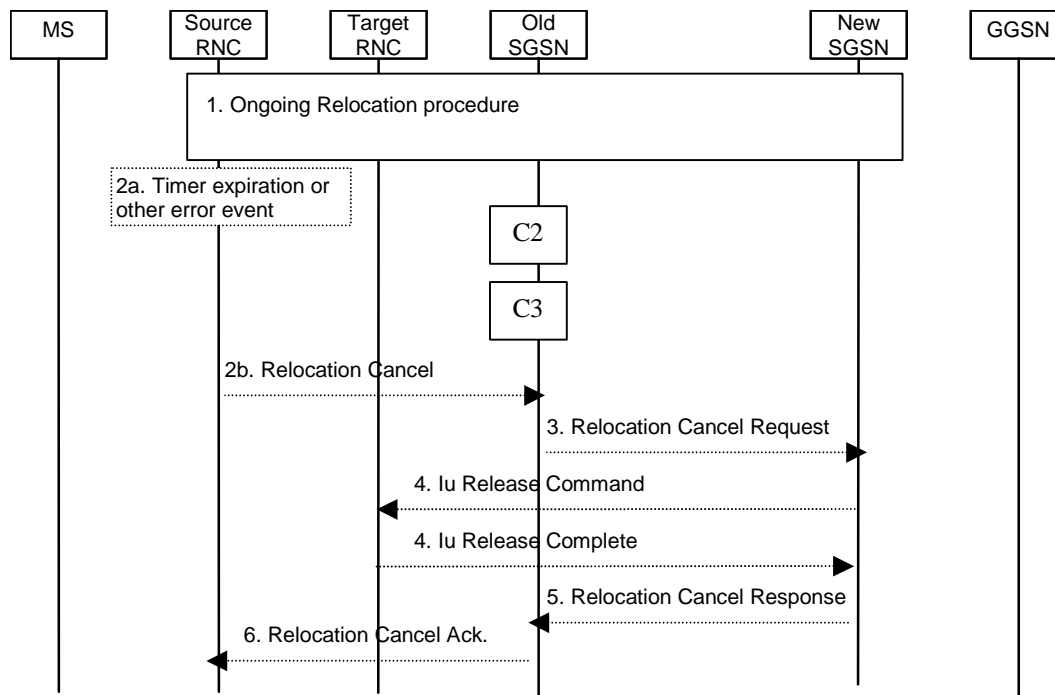 MS
Source
RNC
Target
RNC
Old
SGSN
New
SGSN
GGSN
1. Ongoing Relocation procedure
2a. Timer expiration or
other error event
C2
C3
2b. Relocation Cancel
3. Relocation Cancel Request
4. Iu Release Command
4. Iu Release Complete
5. Relocation Cancel Response
6. Relocation Cancel Ack.